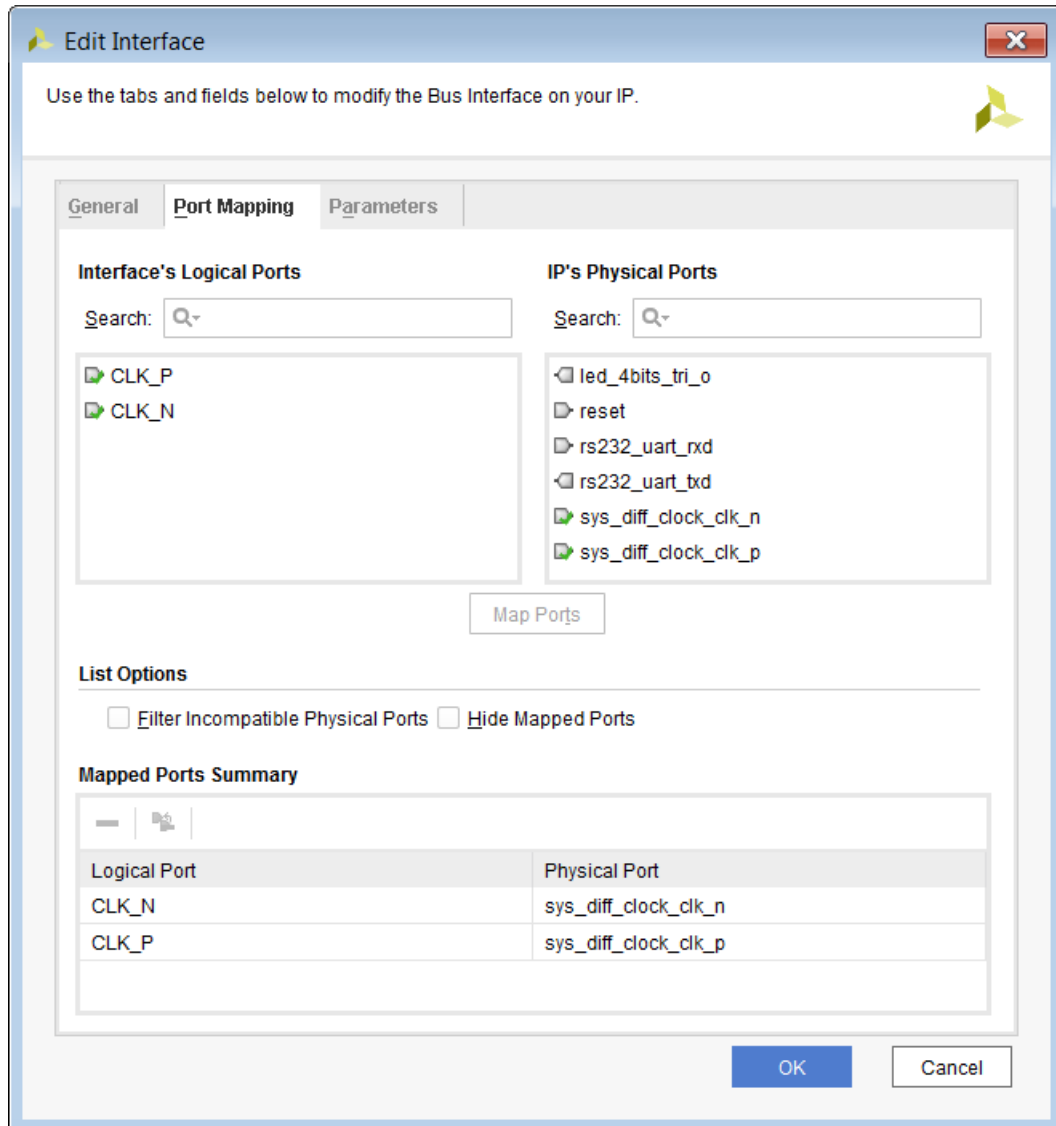 Edit Interface
Use the tabs and fields below to modify the Bus Interface on your IP.
General Port Mapping Parameters
Interface's Logical Ports IP's Physical Ports
Search: Search:
CLK_P led_4bits_tri_o
CLK_N reset
rs232_uart_rxd
rs232_uart_txd
sys_diff_clock_clk_n
sys_diff_clock_clk_p
Map Ports
List Options
Filter Incompatible Physical Ports Hide Mapped Ports
Mapped Ports Summary
Logical Port Physical Port
CLK_N sys_diff_clock_clk_n
CLK_P sys_diff_clock_clk_p
OK Cancel